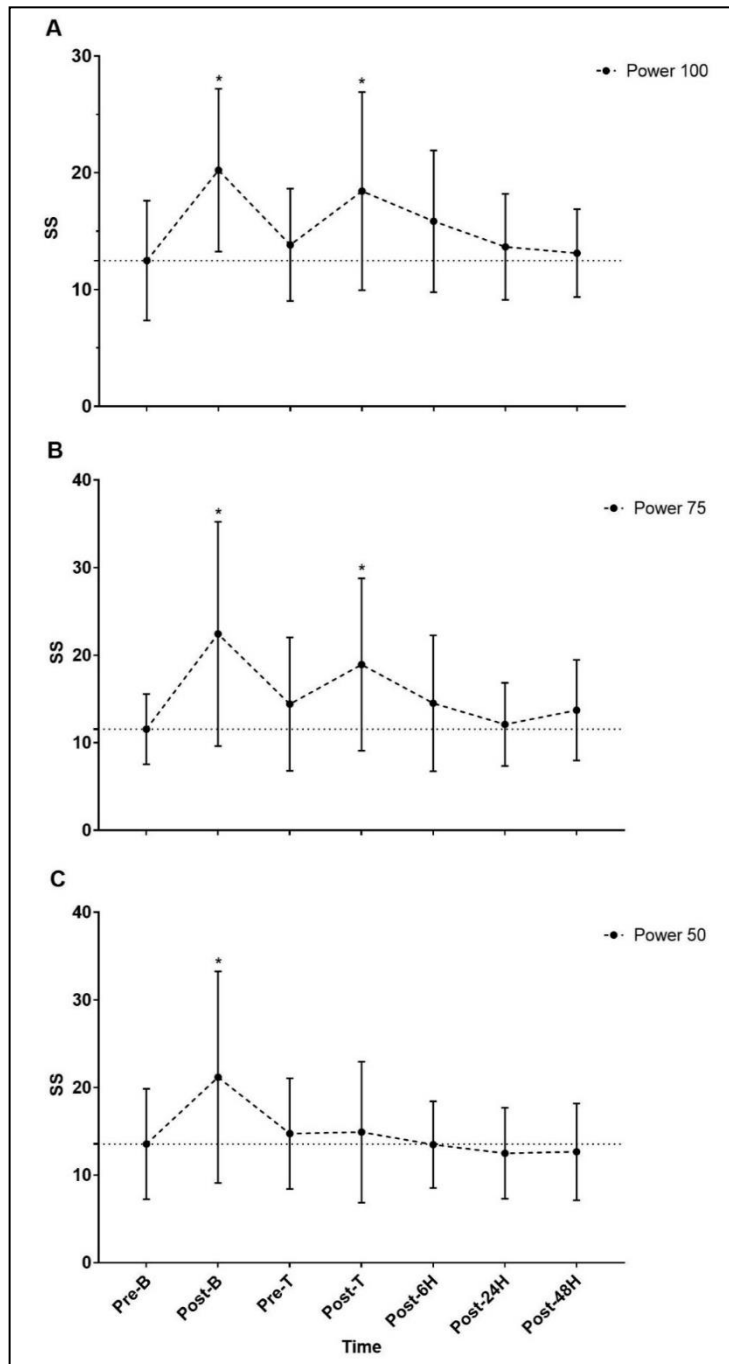 A
30
20
10
0
SS
*
*
Power 100
B
40
30
20
10
0
SS
*
*
Power 75
C
40
30
20
10
0
SS
*
Power 50
Pre-B
Post-B
Pre-T
Post-T
Post-6H
Post-24H
Post-48H
Time